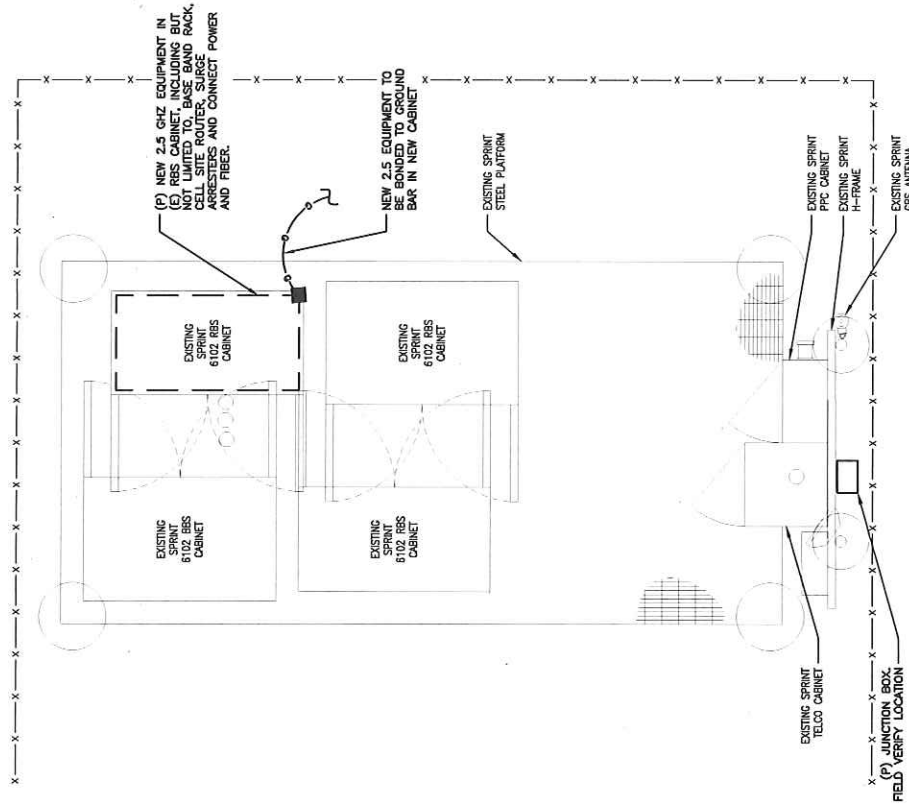 (P) NEW 2.5 GHZ EQUIPMENT IN
(E) RBS CABINET, INCLUDING BUT
NOT LIMITED TO, BASE BAND RACK,
CELL SITE ROUTER, SURGE
ARRESTERS AND CONNECT POWER
AND FIBER.
NEW 2.5 EQUIPMENT TO
BE BONDED TO GROUND
BAR IN NEW CABINET
EXISTING SPRINT
STEEL PLATFORM
EXISTING
SPRINT
6102 RBS
CABINET
EXISTING
SPRINT
6102 RBS
CABINET
EXISTING
SPRINT
6102 BBS
CABINET
EXISTING
SPRINT
6102 RBS
CABINET
EXISTING SPRINT
PPC CABINET
EXISTING SPRINT
H-FRAME
EXISTING SPRINT
GPS ANTENNA
EXISTING SPRINT
TELCO CABINET
(P) JUNCTION BOX,
FIELD VERIFY LOCATION